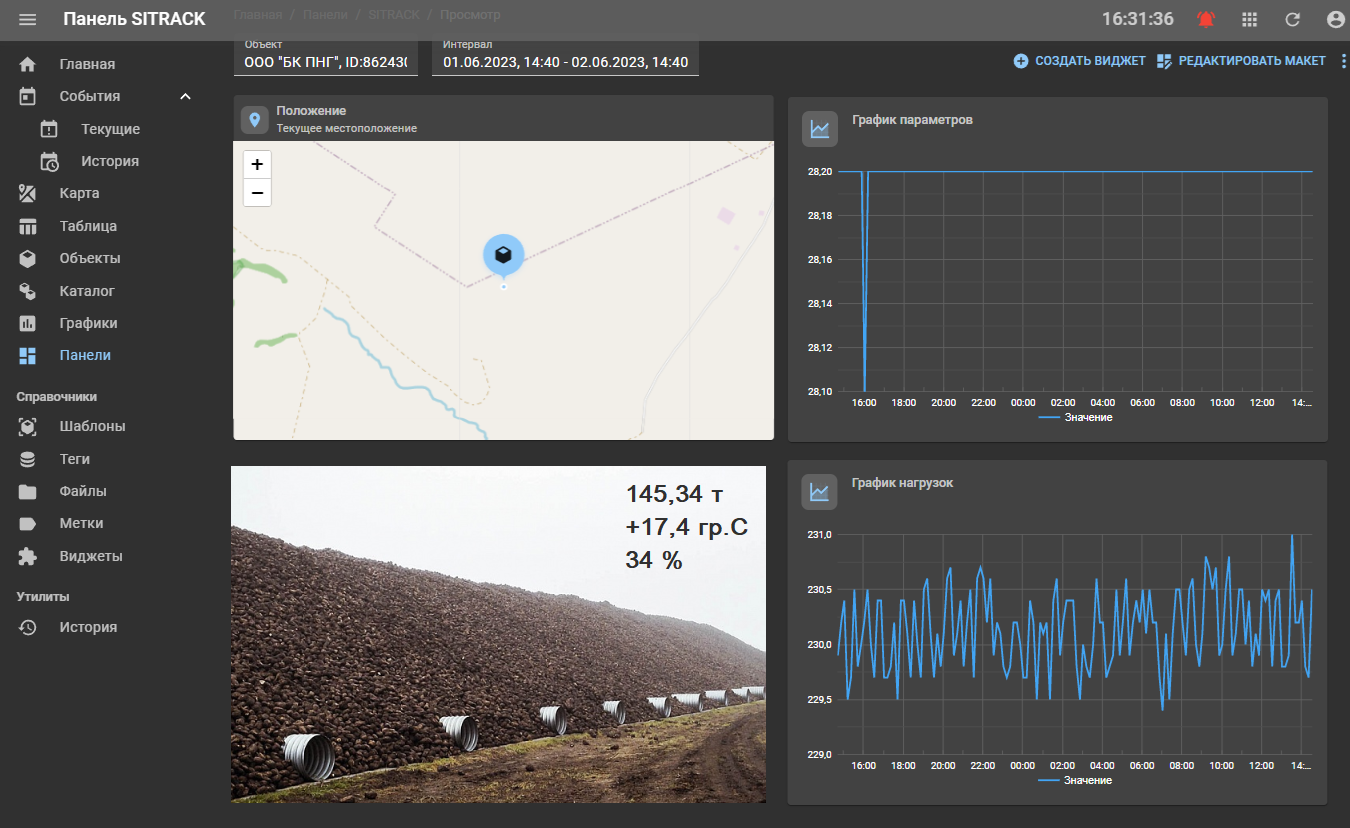 Панель SITRACK
Главная / Панели / SITRACK / Просмотр
16:31:36
Главная
События
Текущие
История
Карта
Таблица
Объекты
Каталог
Графики
Панели
Справочники
Шаблоны
Теги
Файлы
Метки
Виджеты
Утилиты
История
Объект
ООО "БК ПНГ", ID:86243
Интервал
01.06.2023, 14:40 - 02.06.2023, 14:40
СОЗДАТЬ ВИДЖЕТ
РЕДАКТИРОВАТЬ МАКЕТ
Положение
Текущее местоположение
+
−
График параметров
28,20
28,18
28,16
28,14
28,12
28,10
16:00 18:00 20:00 22:00 00:00 02:00 04:00 06:00 08:00 10:00 12:00 14:...
Значение
145,34 т
+17,4 гр.С
34 %
График нагрузок
231,0
230,5
230,0
229,5
229,0
16:00 18:00 20:00 22:00 00:00 02:00 04:00 06:00 08:00 10:00 12:00 14:...
Значение